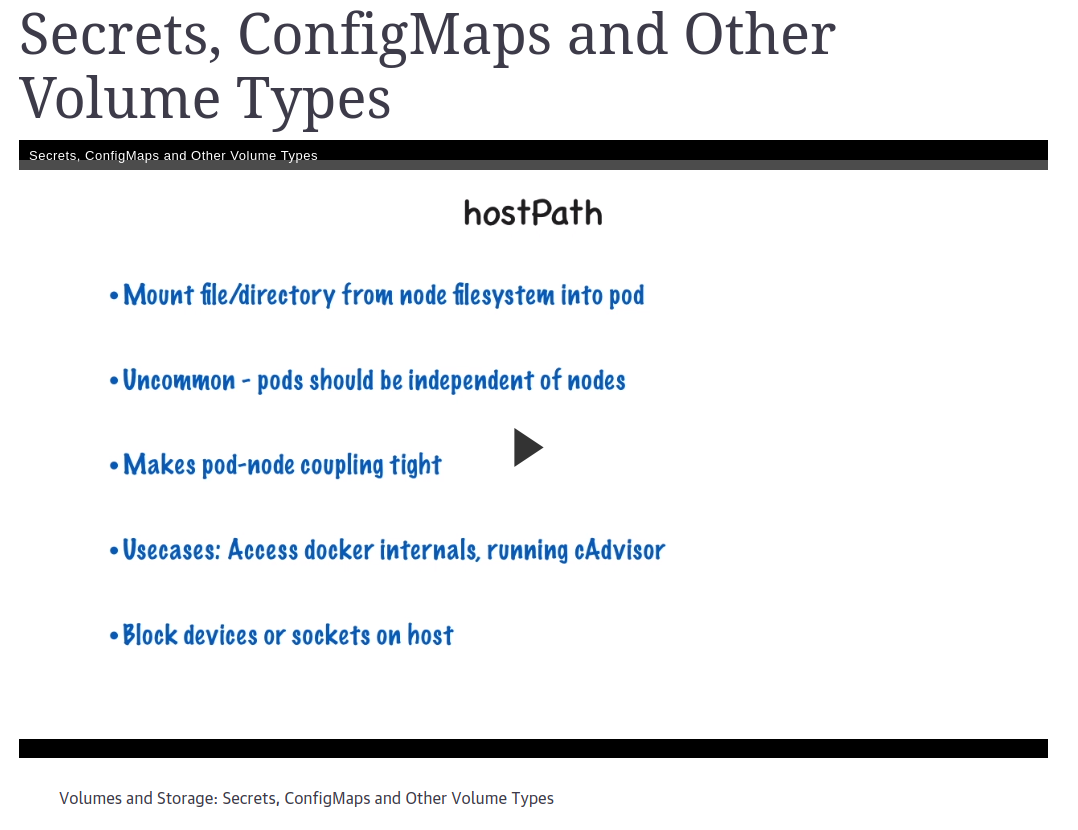 Secrets, ConfigMaps and Other
Volume Types
Secrets, ConfigMaps and Other Volume Types
hostPath
• Mount file/directory from node filesystem into pod
• Uncommon - pods should be independent of nodes
• Makes pod-node coupling tight
• Usecases: Access docker internals, running cAdvisor
• Block devices or sockets on host
Volumes and Storage: Secrets, ConfigMaps and Other Volume Types